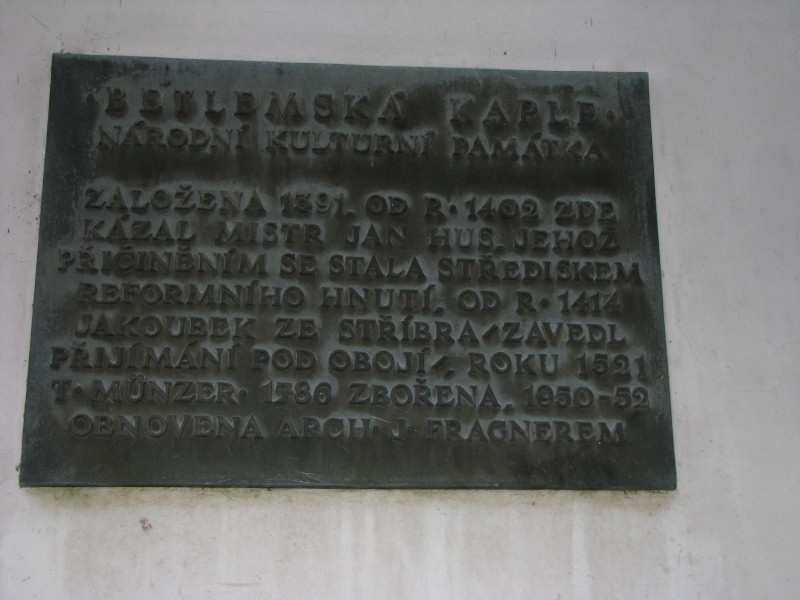 BETLEMSKÁ KAPLE·
NÁRODNÍ KULTURNÍ PAMÁTKA
ZALOŽENA 1391. OD R· 1402 ZDE
KÁZAL MISTR JAN HUS, JEHOŽ
PŘIČINĚNÍM SE STALA STŘEDISKEM
REFORMNÍHO HNUTÍ. OD R· 1414
JAKOUBEK ZE STŘÍBRA/ZAVEDL
PŘIJÍMÁNÍ POD OBOJÍ/, ROKU 1521
T· MÜNZER· 1786 ZBOŘENA, 1950-52
OBNOVENA ARCH· J· FRAGNEREM